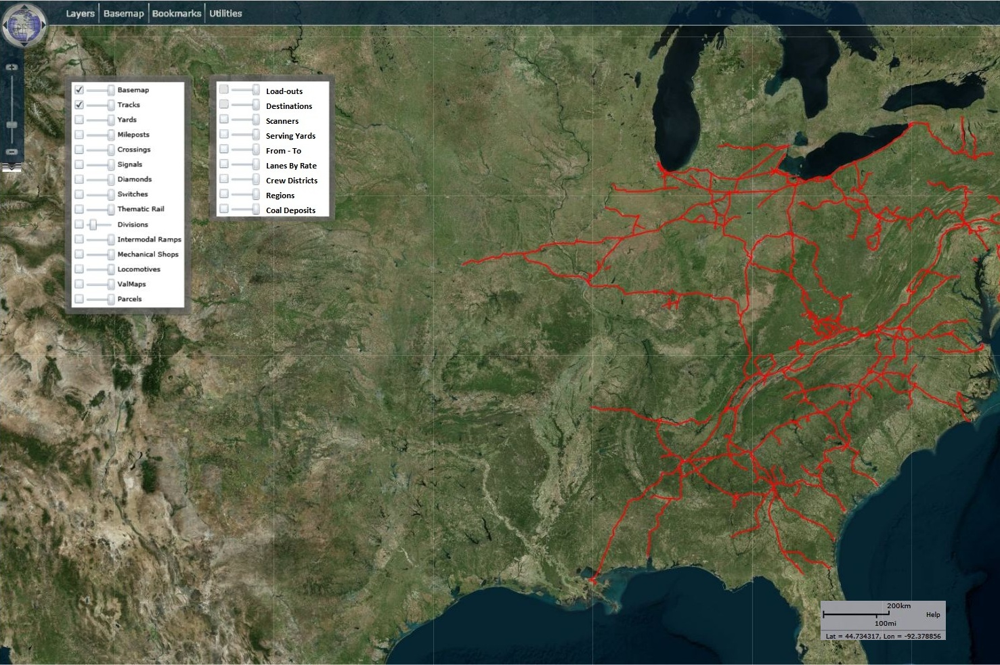 Layers Basemap Bookmarks Utilities
Basemap
Tracks
Yards
Mileposts
Crossings
Signals
Diamonds
Switches
Thematic Rail
Divisions
Intermodal Ramps
Mechanical Shops
Locomotives
ValMaps
Parcels
Load-outs
Destinations
Scanners
Serving Yards
From - To
Lanes By Rate
Crew Districts
Regions
Coal Deposits
200km
Help
100mi
Lat = 44.734317, Lon = -92.378856